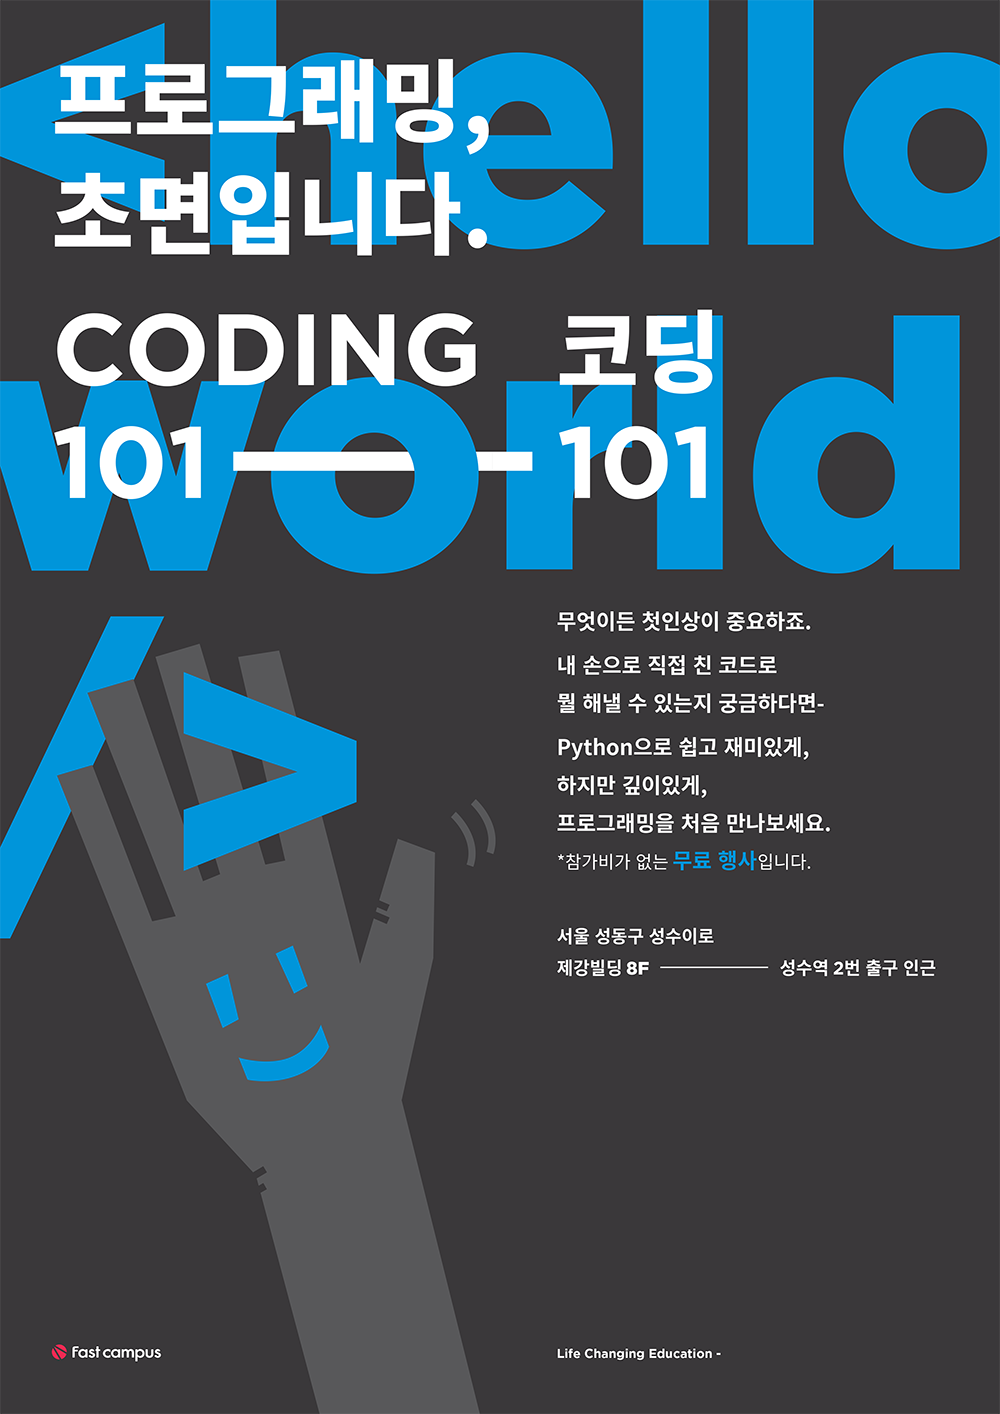 <hello
world
/>
프로그래밍,
초면입니다.
CODING 코딩
101 — - 101
무엇이든 첫인상이 중요하죠.
내 손으로 직접 친 코드로
뭘 해낼 수 있는지 궁금하다면-
Python으로 쉽고 재미있게,
하지만 깊이있게,
프로그래밍을 처음 만나보세요.
*참가비가 없는 무료 행사입니다.
서울 성동구 성수이로
제강빌딩 8F — 성수역 2번 출구 인근
fast campus
Life Changing Education -